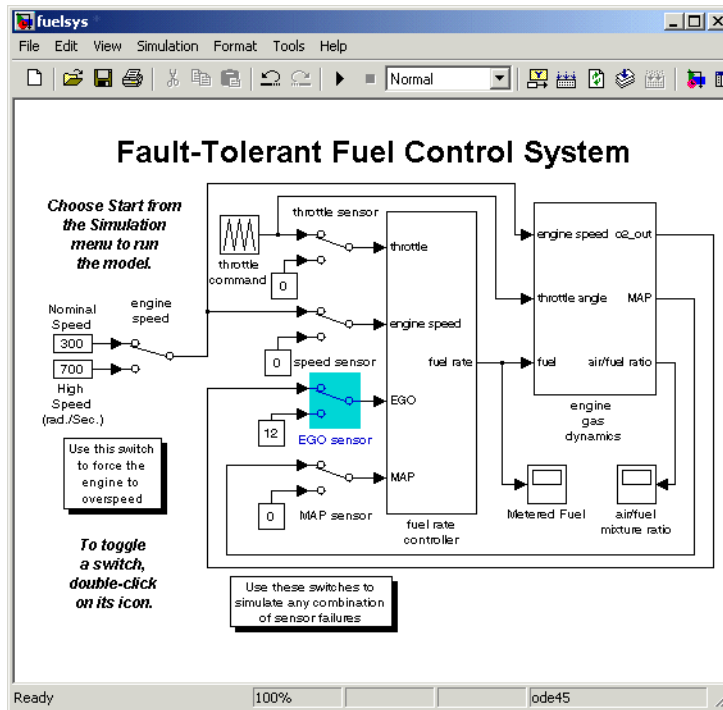 fuelsys *
File Edit View Simulation Format Tools Help
Normal
Fault-Tolerant Fuel Control System
Choose Start from
the Simulation
menu to run
the model.
throttle
command
throttle sensor
0
throttle
engine speed
o2_out
throttle angle
MAP
fuel
air/fuel ratio
engine
gas
dynamics
Nominal
Speed
300
700
High
Speed
(rad./Sec.)
engine
speed
0
speed sensor
engine speed
fuel rate
12
EGO sensor
EGO
0
MAP sensor
MAP
fuel rate
controller
Metered Fuel
air/fuel
mixture ratio
Use this switch
to force the
engine to
overspeed
To toggle
a switch,
double-click
on its icon.
Use these switches to
simulate any combination
of sensor failures
Ready
100%
ode45